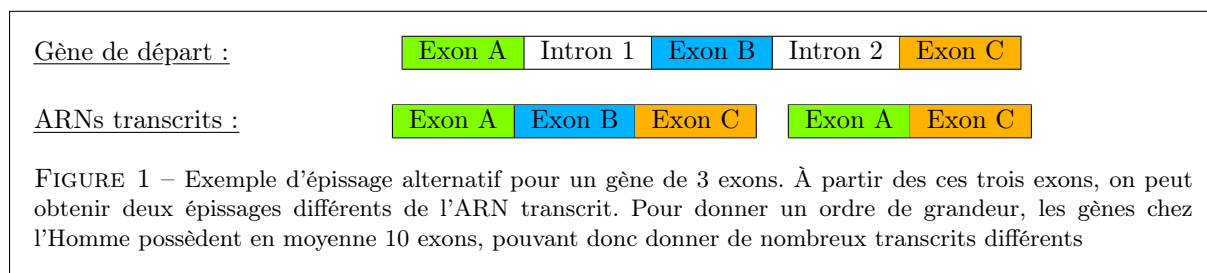 Gène de départ : Exon A Intron 1 Exon B Intron 2 Exon C
ARNs transcrits : Exon A Exon B Exon C Exon A Exon C
FIGURE 1 – Exemple d'épissage alternatif pour un gène de 3 exons. À partir des ces trois exons, on peut
obtenir deux épissages différents de l'ARN transcrit. Pour donner un ordre de grandeur, les gènes chez
l'Homme possèdent en moyenne 10 exons, pouvant donc donner de nombreux transcrits différents